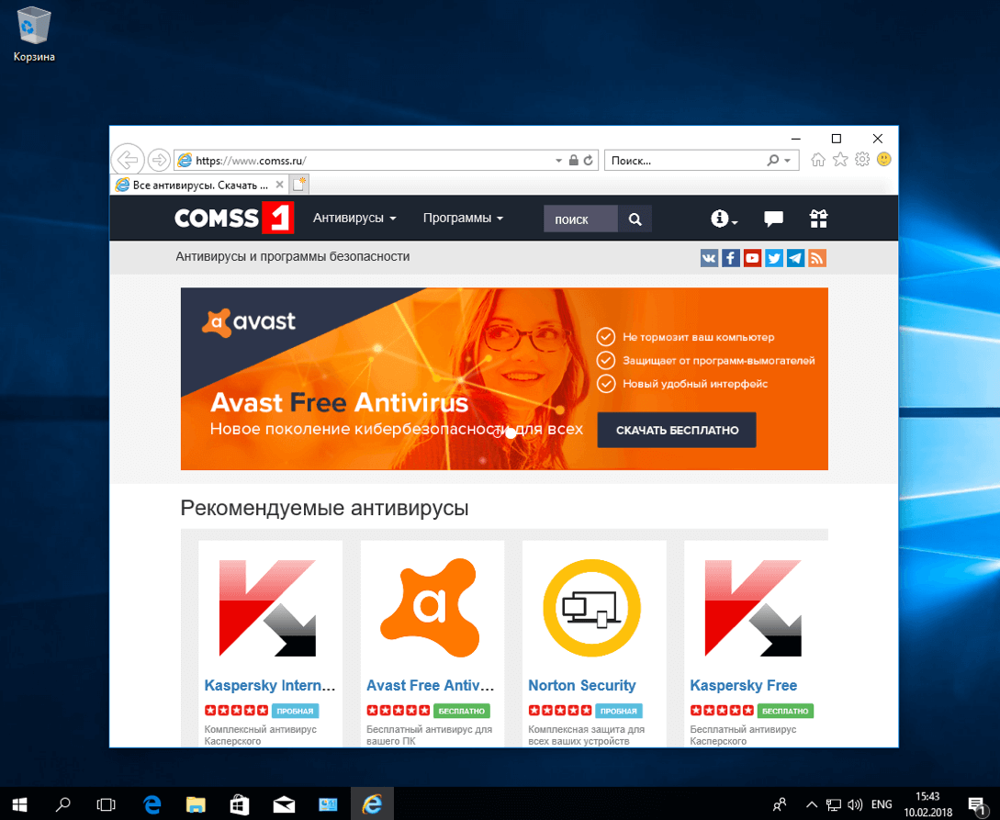 Корзина
https://www.comss.ru/
Поиск...
Все антивирусы. Скачать ...
COMSS 1
Антивирусы
Программы
поиск
Антивирусы и программы безопасности
avast
Не тормозит ваш компьютер
Защищает от программ-вымогателей
Новый удобный интерфейс
Avast Free Antivirus
Новое поколение кибербезопасности для всех
СКАЧАТЬ БЕСПЛАТНО
Рекомендуемые антивирусы
Kaspersky Intern...
ПРОБНАЯ
Комплексный антивирус
Касперского
Avast Free Antiv...
БЕСПЛАТНО
Бесплатный антивирус для
вашего ПК
Norton Security
ПРОБНАЯ
Комплексная защита для
всех ваших устройств
Kaspersky Free
БЕСПЛАТНО
Бесплатный антивирус
Касперского
ENG
15:43
10.02.2018
1